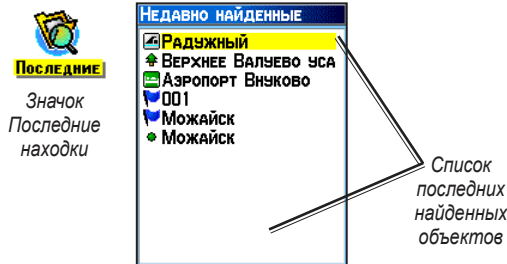 Последние
Значок
Последние
находки
Недавно найденные
Радужный
Верхнее Валуево уса
Аэропорт Внуково
001
Можайск
Можайск
Список
последних
найденных
объектов